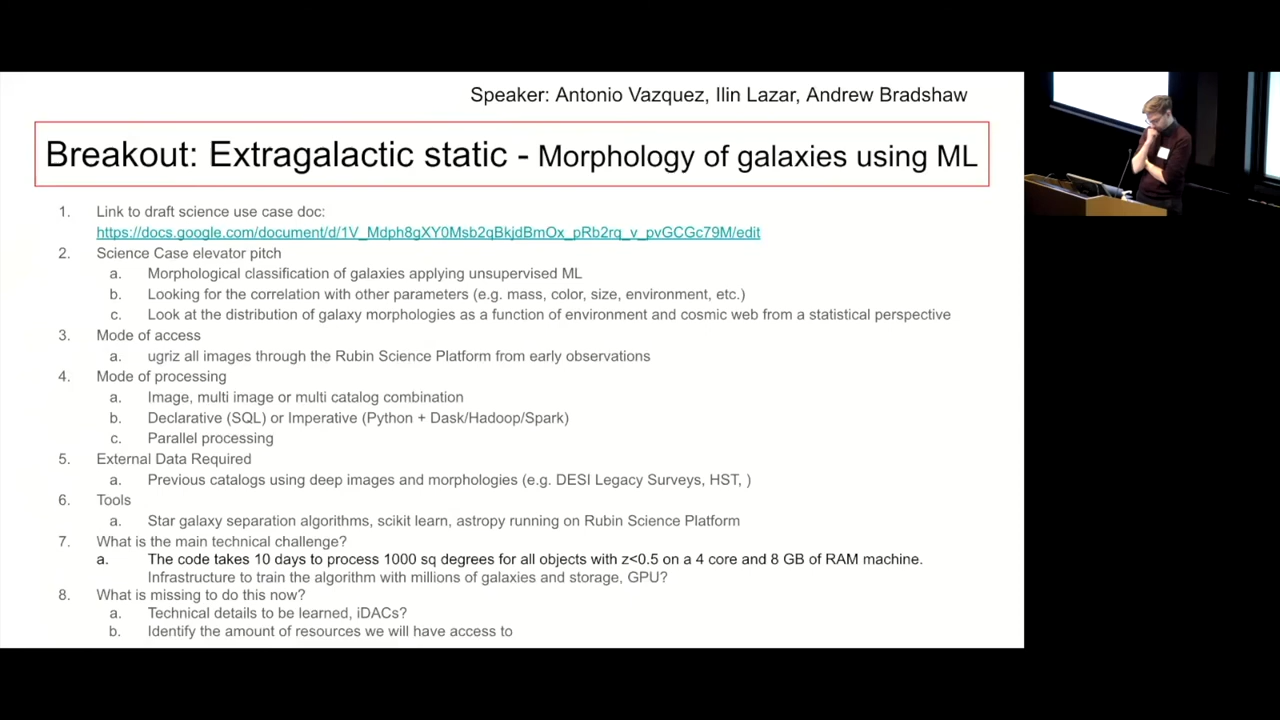 Speaker: Antonio Vazquez, Ilin Lazar, Andrew Bradshaw
Breakout: Extragalactic static - Morphology of galaxies using ML
1. Link to draft science use case doc:
https://docs.google.com/document/d/1V_Mdph8gXY0Msb2qBkjdBmOx_pRb2rq_v_pvGCGc79M/edit
2. Science Case elevator pitch
a. Morphological classification of galaxies applying unsupervised ML
b. Looking for the correlation with other parameters (e.g. mass, color, size, environment, etc.)
c. Look at the distribution of galaxy morphologies as a function of environment and cosmic web from a statistical perspective
3. Mode of access
a. ugriz all images through the Rubin Science Platform from early observations
4. Mode of processing
a. Image, multi image or multi catalog combination
b. Declarative (SQL) or Imperative (Python + Dask/Hadoop/Spark)
c. Parallel processing
5. External Data Required
a. Previous catalogs using deep images and morphologies (e.g. DESI Legacy Surveys, HST, )
6. Tools
a. Star galaxy separation algorithms, scikit learn, astropy running on Rubin Science Platform
7. What is the main technical challenge?
a. The code takes 10 days to process 1000 sq degrees for all objects with z<0.5 on a 4 core and 8 GB of RAM machine.
Infrastructure to train the algorithm with millions of galaxies and storage, GPU?
8. What is missing to do this now?
a. Technical details to be learned, iDACs?
b. Identify the amount of resources we will have access to